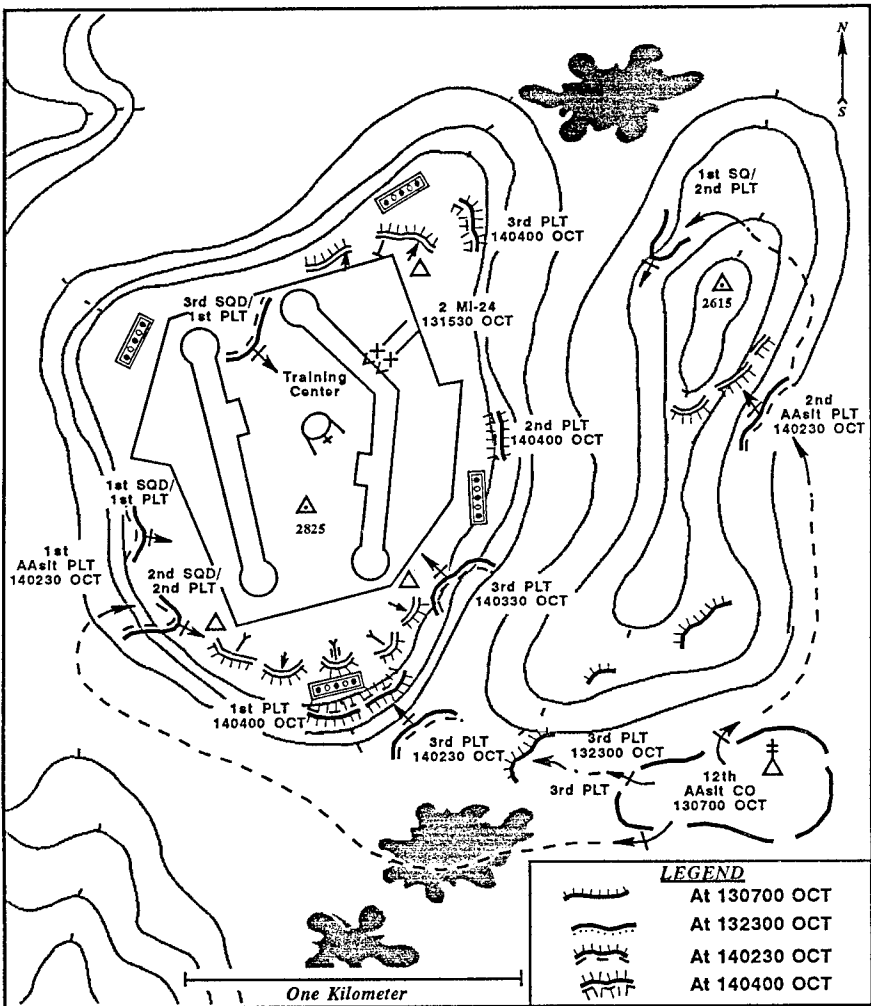 N
S
1st SQ/
2nd PLT
3rd PLT
140400 OCT
3rd SQD/
1st PLT
2 MI-24
131530 OCT
2615
Training
Center
2nd PLT
140400 OCT
2nd
AAslt PLT
140230 OCT
1st SQD/
1st PLT
2825
1st
AAslt PLT
140230 OCT
2nd SQD/
2nd PLT
3rd PLT
140330 OCT
1st PLT
140400 OCT
3rd PLT
140230 OCT
3rd PLT
132300 OCT
3rd PLT
12th
AAslt CO
130700 OCT
LEGEND
At 130700 OCT
At 132300 OCT
At 140230 OCT
At 140400 OCT
One Kilometer